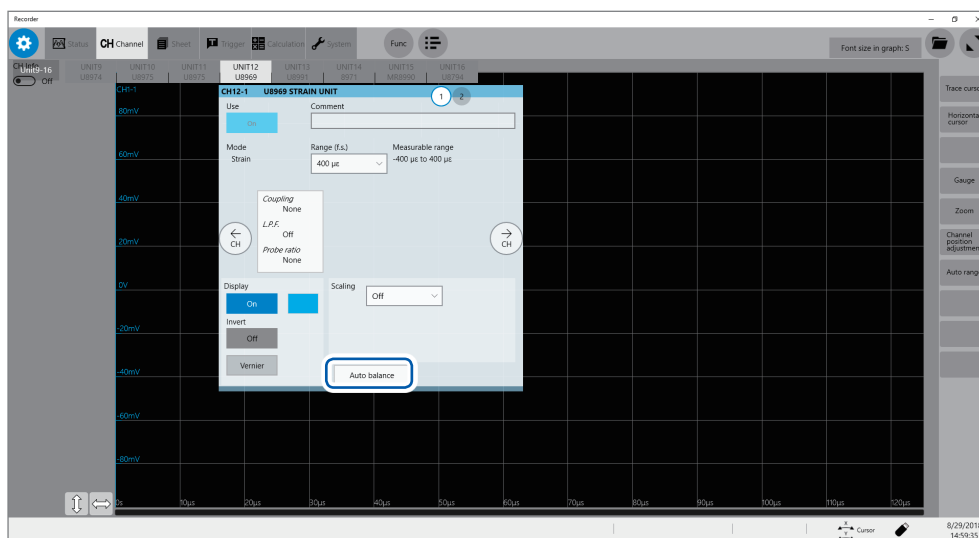 Recorder
Status CH Channel Sheet Trigger Calculation System Func Font size in graph: S
Unit9-16
Off
UNIT9 UNIT10 UNIT11 UNIT12 UNIT13 UNIT14 UNIT15 UNIT16
U8974 U8975 U8975 U8969 U8991 8971 MR8990 U8794
CH1-1
80mV
60mV
40mV
20mV
0V
-20mV
-40mV
-60mV
-80mV
CH12-1 U8969 STRAIN UNIT
1 2
Use Comment
On
Mode Range (f.s.) Measurable range
Strain 400 με -400 με to 400 με
Coupling
None
L.P.F.
Off
Probe ratio
None
CH CH
Display Scaling
On Off
Invert
Off
Vernier
Auto balance
0s 10μs 20μs 30μs 40μs 50μs 60μs 70μs 80μs 90μs 100μs 110μs 120μs
Trace curso
Horizonta
cursor
Gauge
Zoom
Channel
position
adjustmen
Auto range
X
Y
Cursor
8/29/2018
14:59:35